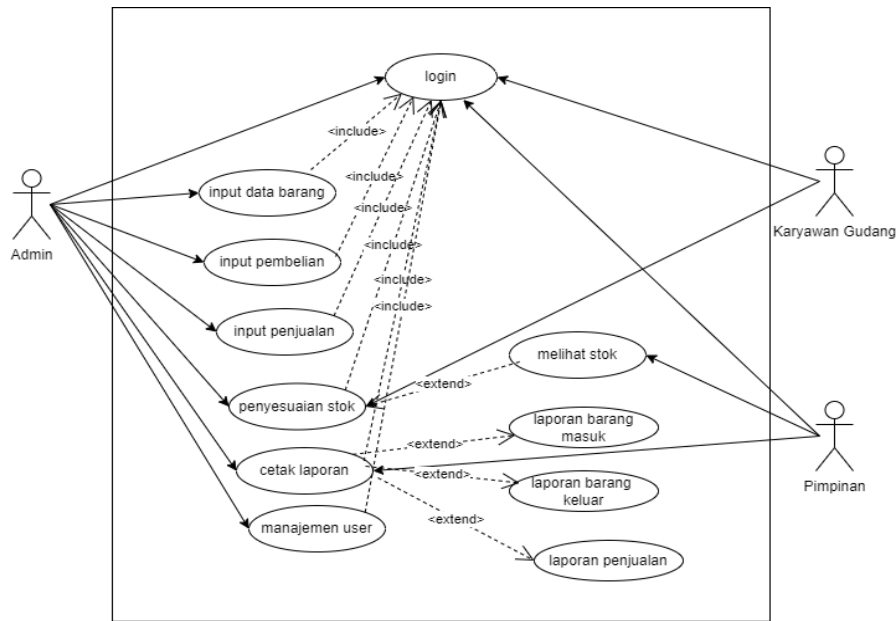 login
<include>
Admin
input data barang
<include>
Karyawan Gudang
input pembelian
<include>
<include>
<include>
input penjualan
melihat stok
<extend>
penyesuaian stok
laporan barang
masuk
<extend>
cetak laporan
<extend>
laporan barang
keluar
Pimpinan
<extend>
manajemen user
laporan penjualan